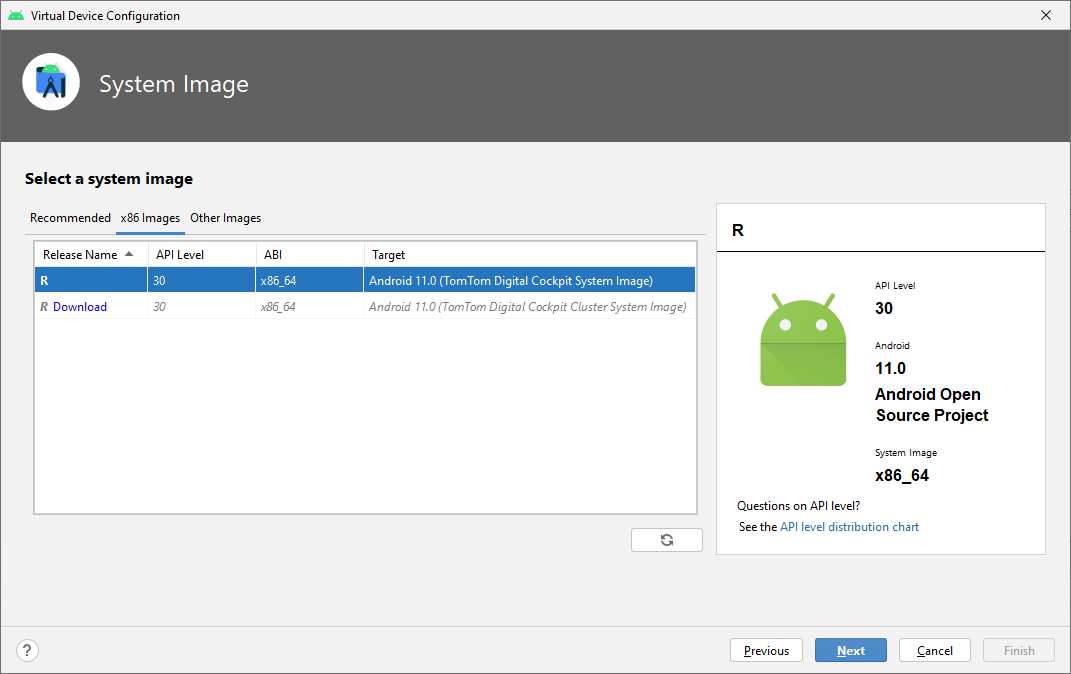 Virtual Device Configuration
System Image
Select a system image
Recommended x86 Images Other Images
Release Name API Level ABI Target
R 30 x86_64 Android 11.0 (TomTom Digital Cockpit System Image)
R Download 30 x86_64 Android 11.0 (TomTom Digital Cockpit Cluster System Image)
R
API Level
30
Android
11.0
Android Open
Source Project
System Image
x86_64
Questions on API level?
See the API level distribution chart
? Previous Next Cancel Finish